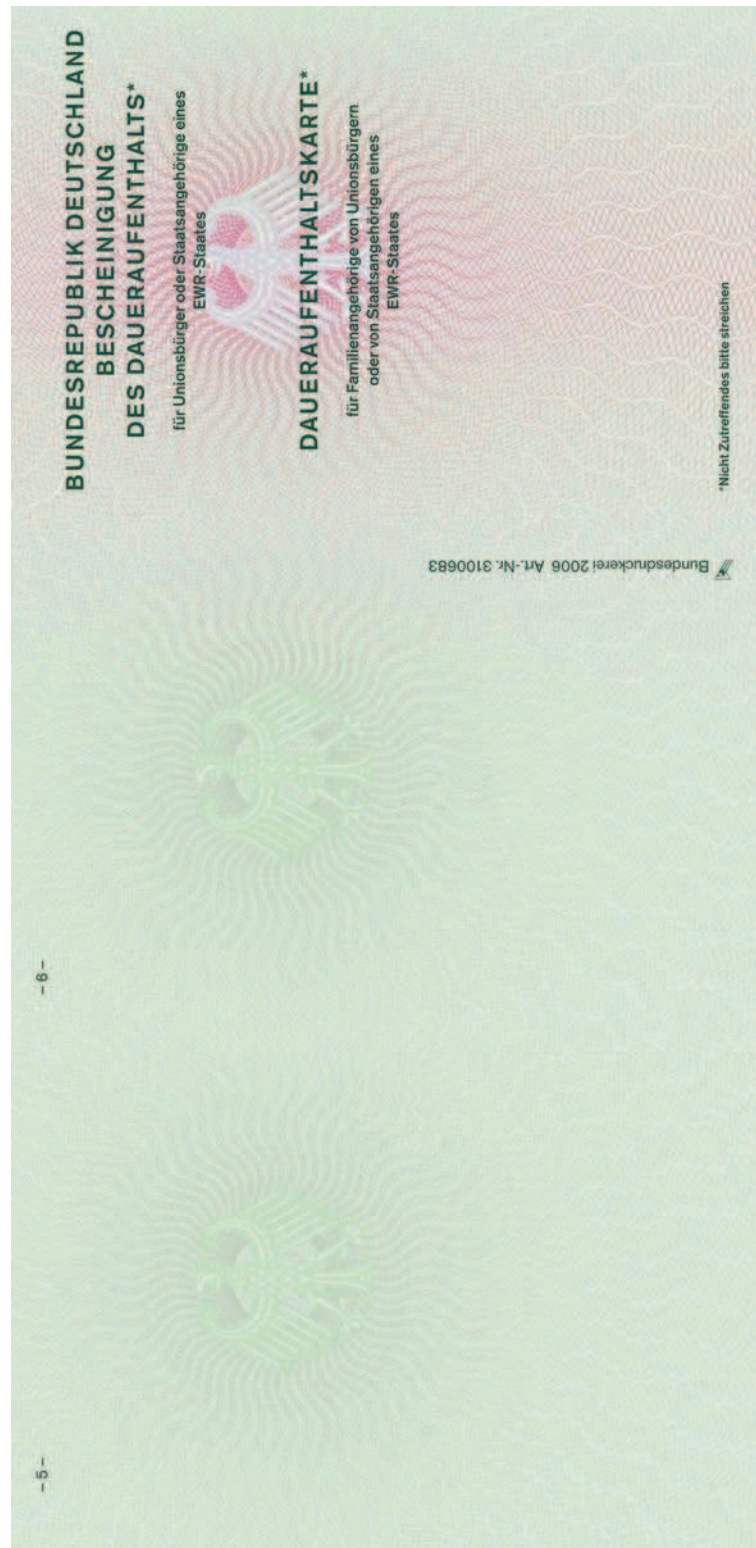 BUNDESREPUBLIK DEUTSCHLAND
BESCHEINIGUNG
DES DAUERAUFENTHALTS*
für Unionsbürger oder Staatsangehörige eines
EWR-Staates
DAUERAUFENTHALTSKARTE*
für Familienangehörige von Unionsbürgern
oder von Staatsangehörigen eines
EWR-Staates
*Nicht Zutreffendes bitte streichen
Bundesdruckerei 2006 Art.-Nr. 3100683
– 6 –
– 5 –